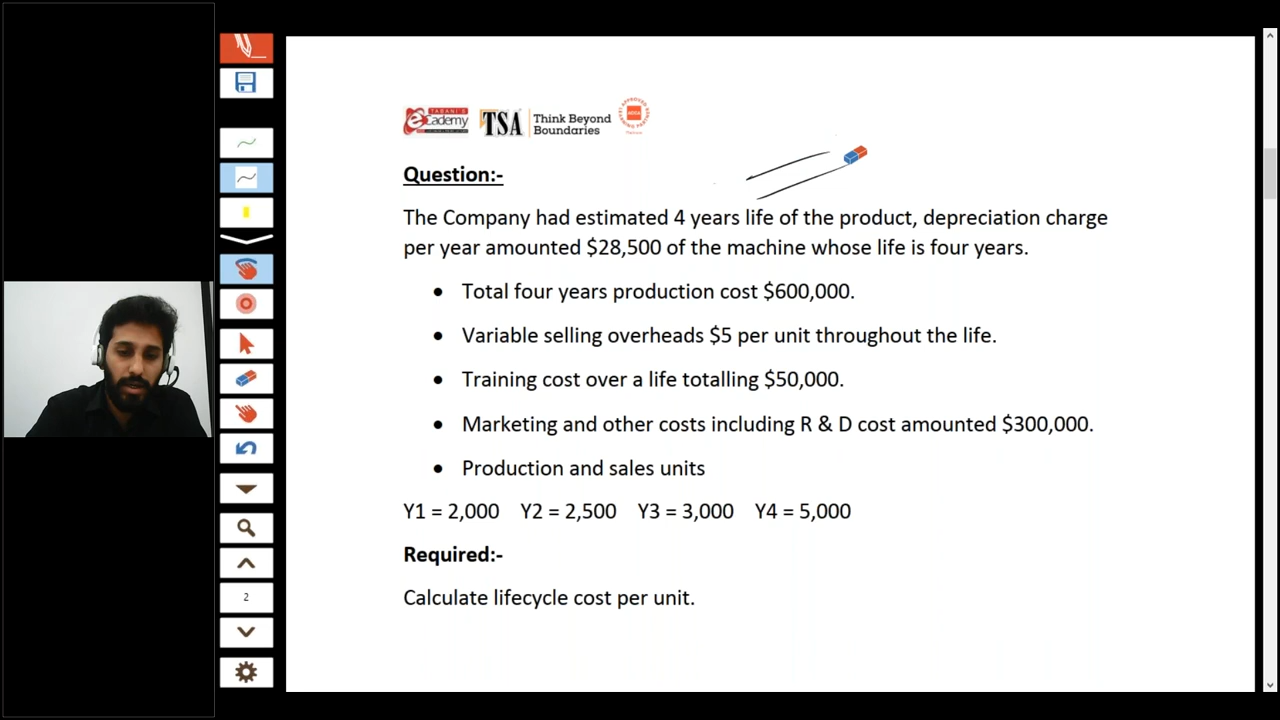 TABANI'S
eCademy
TSA
Think Beyond
Boundaries
ACCA
Question:-
The Company had estimated 4 years life of the product, depreciation charge
per year amounted $28,500 of the machine whose life is four years.
• Total four years production cost $600,000.
• Variable selling overheads $5 per unit throughout the life.
• Training cost over a life totalling $50,000.
• Marketing and other costs including R & D cost amounted $300,000.
• Production and sales units
Y1 = 2,000 Y2 = 2,500 Y3 = 3,000 Y4 = 5,000
Required:-
Calculate lifecycle cost per unit.
2